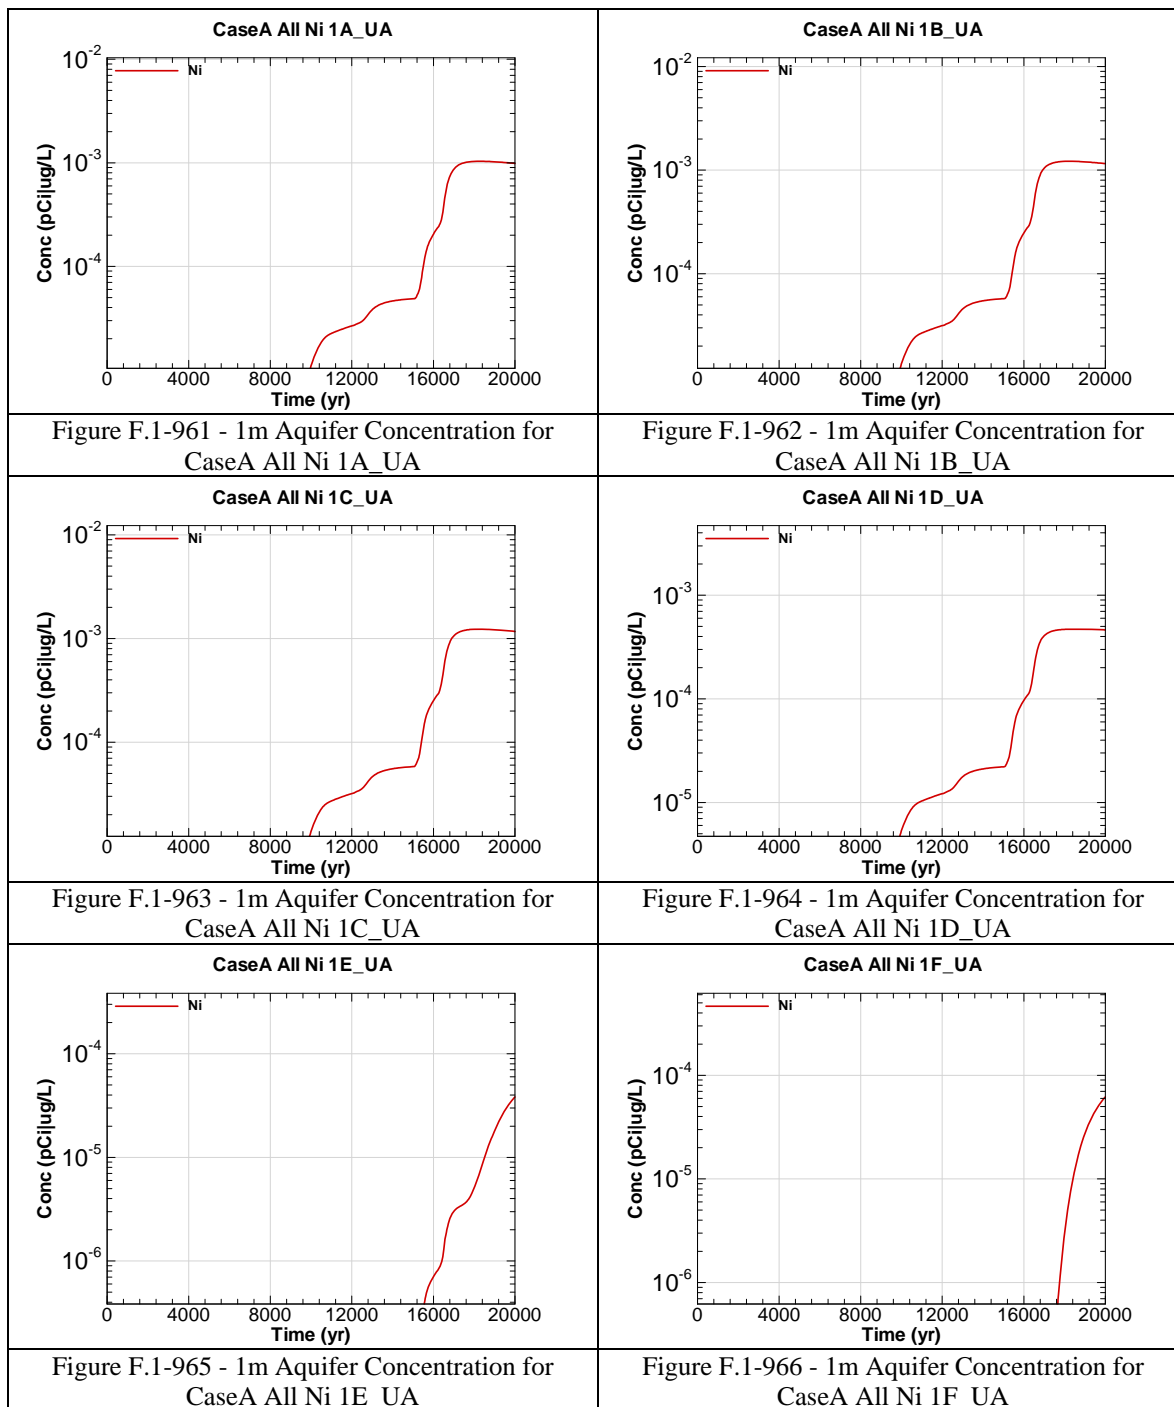 CaseA All Ni 1A_UA
Ni
10-2
10-3
10-4
Conc (pCi|ug/L)
0 4000 8000 12000 16000 20000
Time (yr)
Figure F.1-961 - 1m Aquifer Concentration for
CaseA All Ni 1A_UA
CaseA All Ni 1B_UA
Ni
10-2
10-3
10-4
Conc (pCi|ug/L)
0 4000 8000 12000 16000 20000
Time (yr)
Figure F.1-962 - 1m Aquifer Concentration for
CaseA All Ni 1B_UA
CaseA All Ni 1C_UA
Ni
10-2
10-3
10-4
Conc (pCi|ug/L)
0 4000 8000 12000 16000 20000
Time (yr)
Figure F.1-963 - 1m Aquifer Concentration for
CaseA All Ni 1C_UA
CaseA All Ni 1D_UA
Ni
10-3
10-4
10-5
Conc (pCi|ug/L)
0 4000 8000 12000 16000 20000
Time (yr)
Figure F.1-964 - 1m Aquifer Concentration for
CaseA All Ni 1D_UA
CaseA All Ni 1E_UA
Ni
10-4
10-5
10-6
Conc (pCi|ug/L)
0 4000 8000 12000 16000 20000
Time (yr)
Figure F.1-965 - 1m Aquifer Concentration for
CaseA All Ni 1E_UA
CaseA All Ni 1F_UA
Ni
10-4
10-5
10-6
Conc (pCi|ug/L)
0 4000 8000 12000 16000 20000
Time (yr)
Figure F.1-966 - 1m Aquifer Concentration for
CaseA All Ni 1F_UA